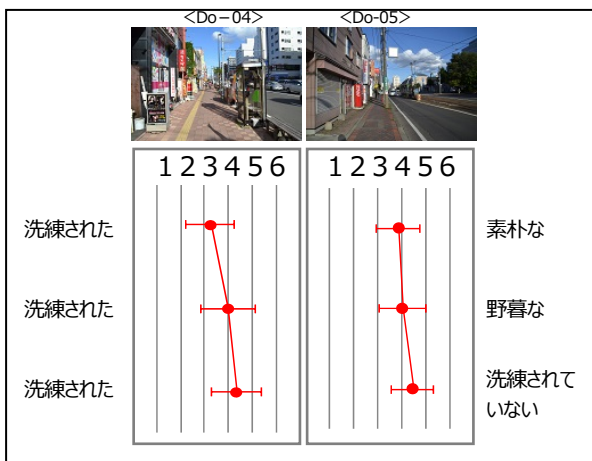 <Do－04>
<Do-05>
1 2 3 4 5 6
1 2 3 4 5 6
洗練された
素朴な
洗練された
野暮な
洗練された
洗練されて
いない